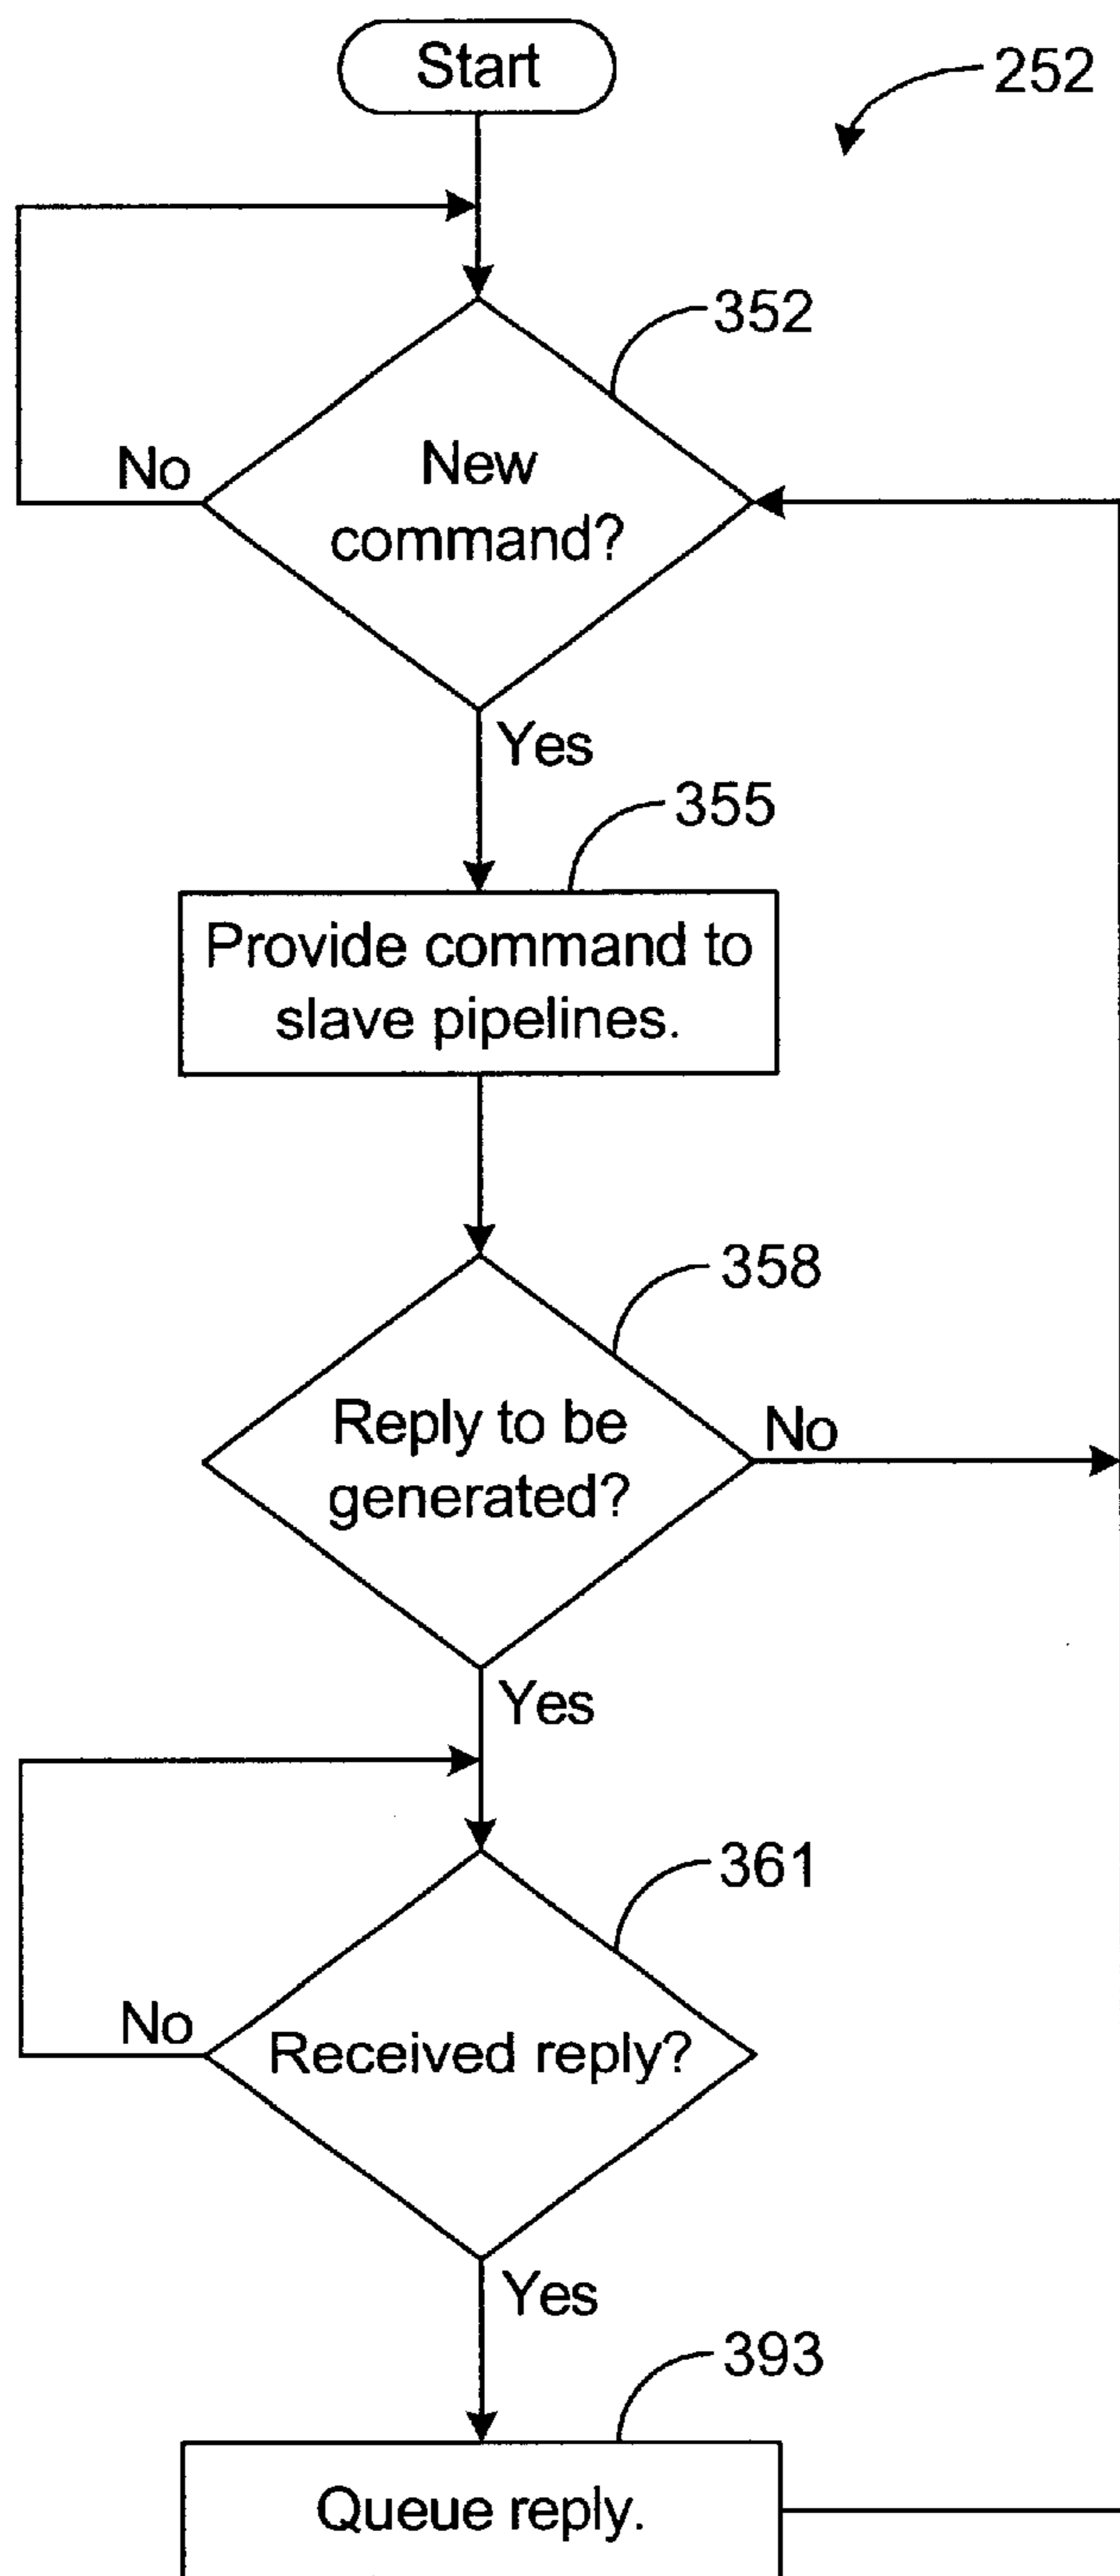 Start
252
352
No
New
command?
Yes
355
Provide command to
slave pipelines.
358
Reply to be
generated?
No
Yes
361
No
Received reply?
Yes
393
Queue reply.